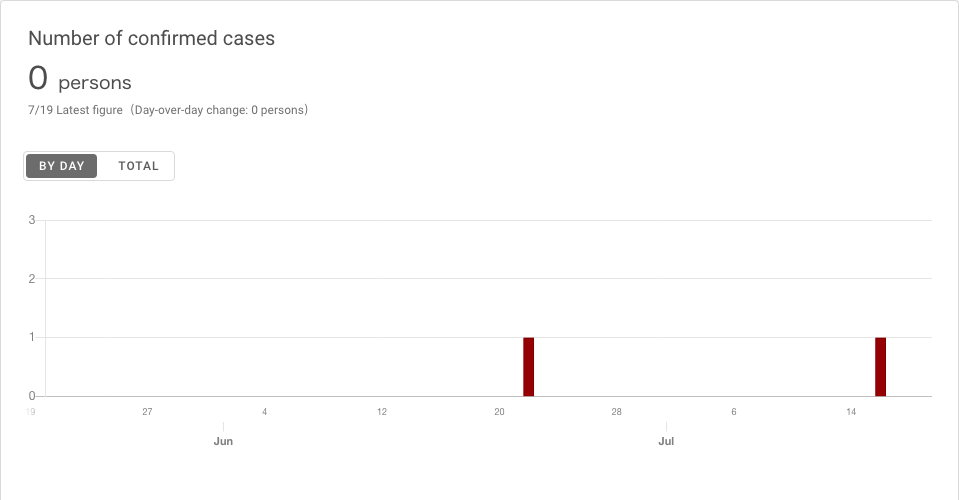 Number of confirmed cases
0 persons
7/19 Latest figure（Day-over-day change: 0 persons）
BY DAY TOTAL
3
2
1
0
19 27 4 12 20 28 6 14
Jun Jul